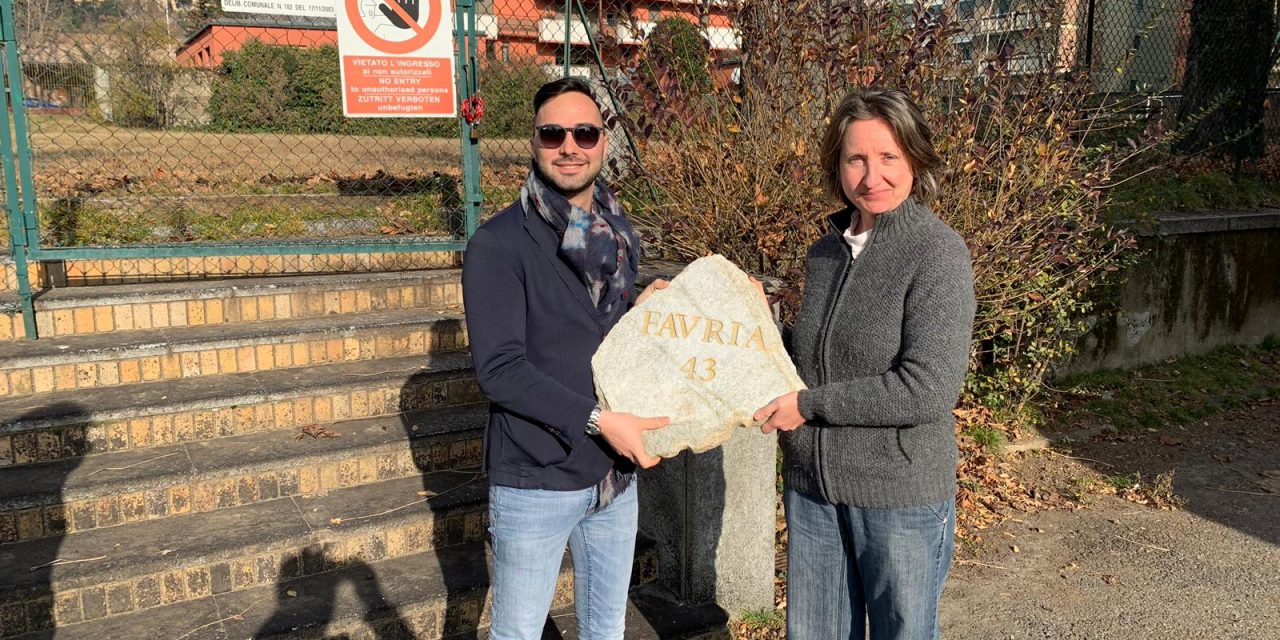 DELIB. COMUNALE N. 182 DEL 17/11/2003
VIETATO L'INGRESSO
ai non autorizzati
NO ENTRY
to unauthorised persons
ZUTRITT VERBOTEN
unbefugten
FAVRIA
43